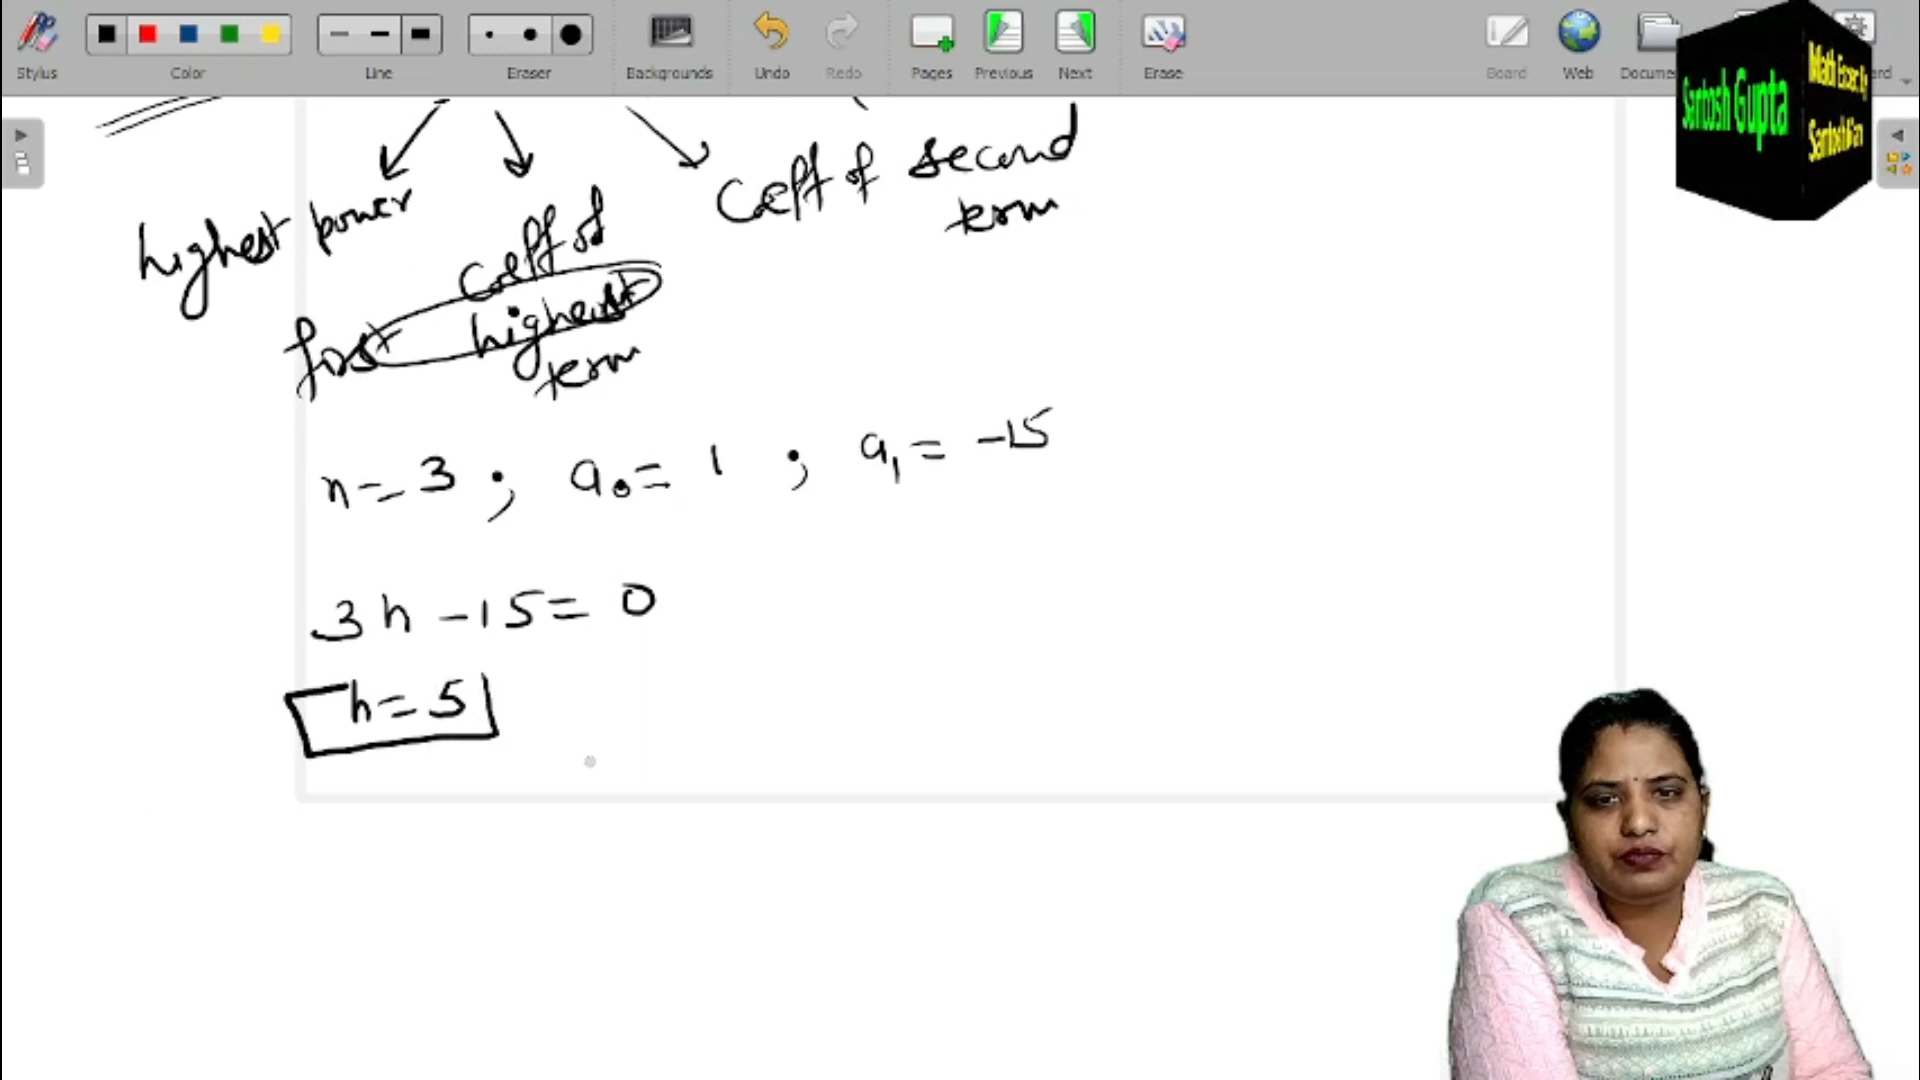 Stylus
Color
Line
Eraser
Backgrounds
Undo
Redo
Pages
Previous
Next
Erase
Board
Web
Santosh Gupta
highest power
coeff of
highest
term
first
coeff of second
term
n = 3 ; a₀ = 1 ; a₁ = -15
3h - 15 = 0
h = 5